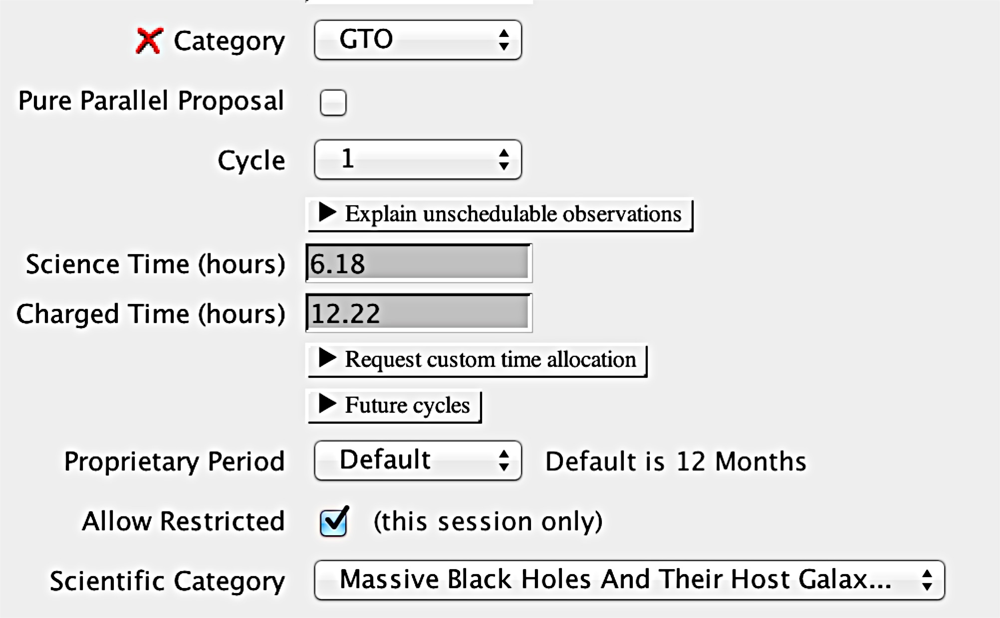 Category GTO
Pure Parallel Proposal
Cycle 1
Explain unschedulable observations
Science Time (hours) 6.18
Charged Time (hours) 12.22
Request custom time allocation
Future cycles
Proprietary Period Default Default is 12 Months
Allow Restricted (this session only)
Scientific Category Massive Black Holes And Their Host Galax...